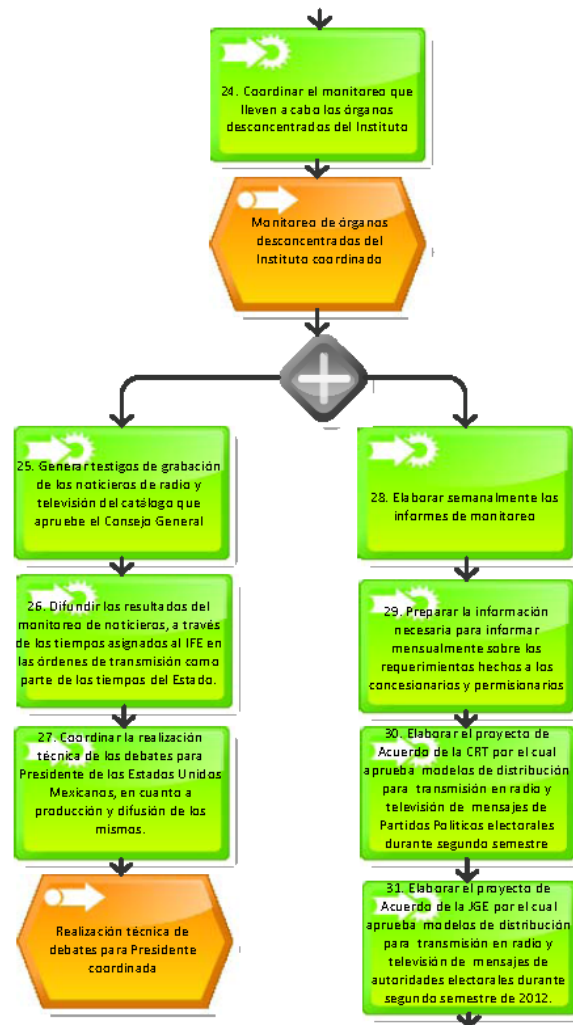 24. Coordinar el monitoreo que
lleven a cabo los órganos
desconcentrados del Instituto
Monitoreo de órganos
desconcentrados del
Instituto coordinado
25. Generar testigos de grabación
de los noticieros de radio y
televisión del catálogo que
apruebe el Consejo General
26. Difundir los resultados del
monitoreo de noticieros, a través
de los tiempos asignados al IFE en
las órdenes de transmisión como
parte de los tiempos del Estado.
27. Coordinar la realización
técnica de los debates para
Presidente de los Estados Unidos
Mexicanos, en cuanto a
producción y difusión de los
mismos.
Realización técnica de
debates para Presidente
coordinada
28. Elaborar semanalmente los
informes de monitoreo
29. Preparar la información
necesaria para informar
mensualmente sobre los
requerimientos hechos a los
concesionarios y permisionarios
30. Elaborar el proyecto de
Acuerdo de la CRT por el cual
aprueba modelos de distribución
para transmisión en radio y
televisión de mensajes de
Partidos Políticos electorales
durante segundo semestre
31. Elaborar el proyecto de
Acuerdo de la JGE por el cual
aprueba modelos de distribución
para transmisión en radio y
televisión de mensajes de
autoridades electorales durante
segundo semestre de 2012.